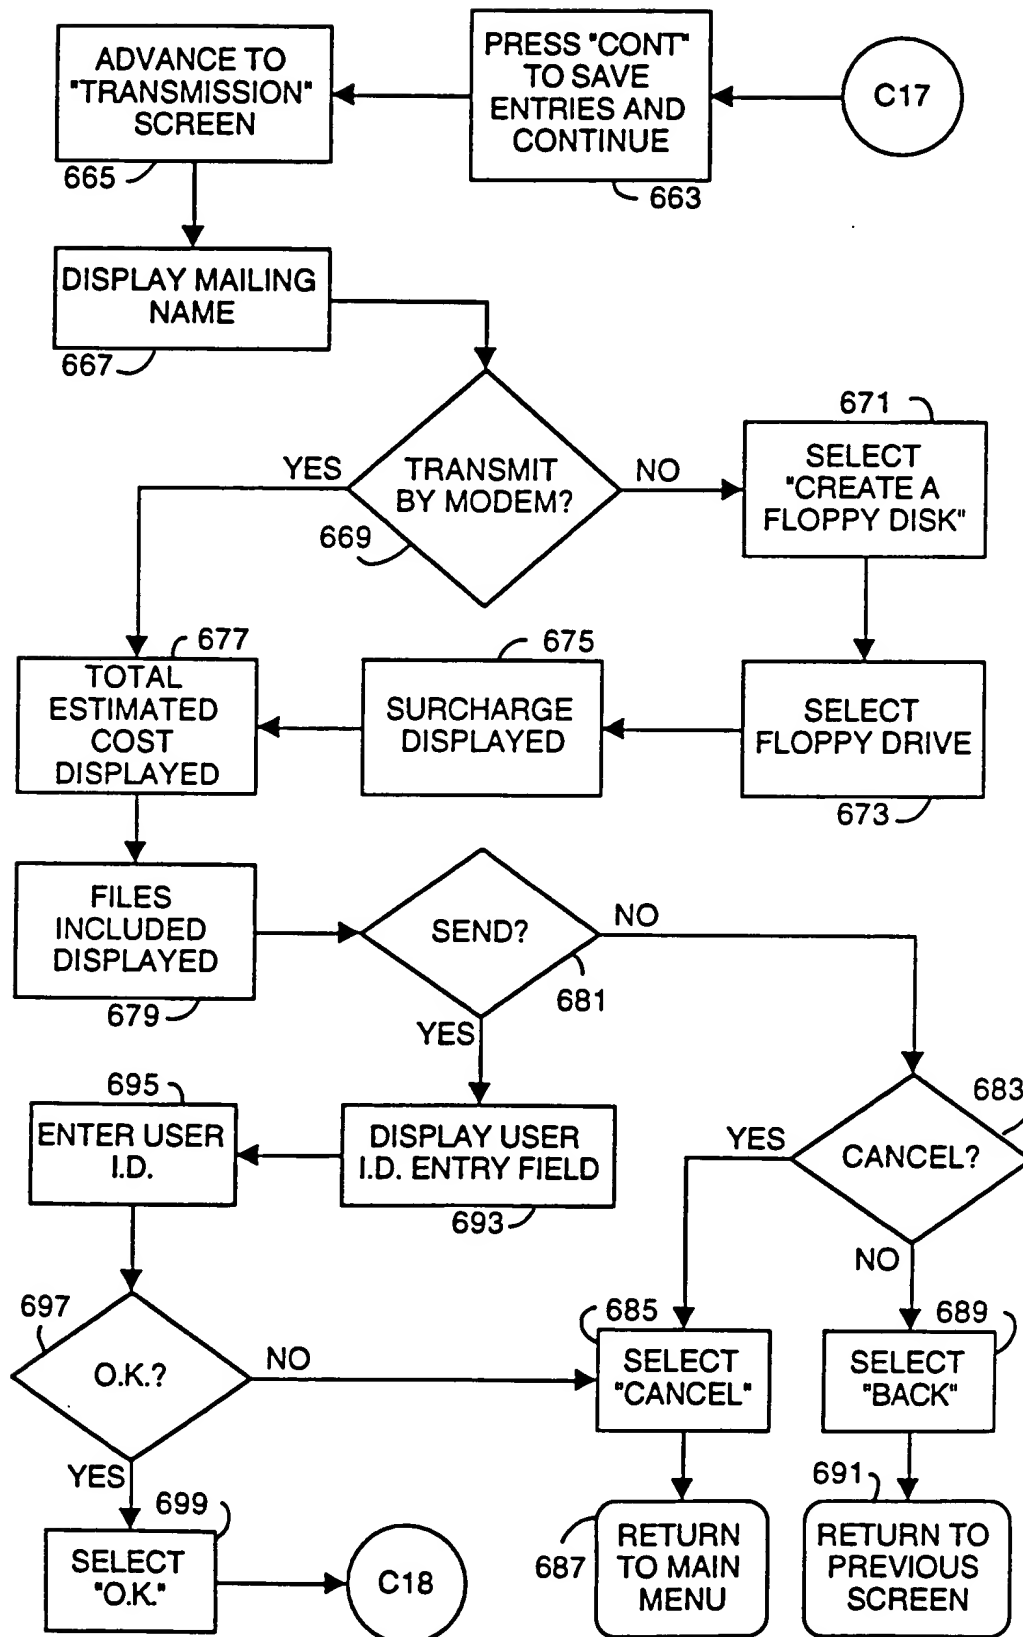 ADVANCE TO
"TRANSMISSION"
SCREEN
665
PRESS "CONT"
TO SAVE
ENTRIES AND
CONTINUE
663
C17
DISPLAY MAILING
NAME
667
TRANSMIT
BY MODEM?
669
YES
NO
671
SELECT
"CREATE A
FLOPPY DISK"
677
TOTAL
ESTIMATED
COST
DISPLAYED
675
SURCHARGE
DISPLAYED
SELECT
FLOPPY DRIVE
673
FILES
INCLUDED
DISPLAYED
679
SEND?
681
NO
YES
695
ENTER USER
I.D.
DISPLAY USER
I.D. ENTRY FIELD
693
683
CANCEL?
YES
NO
697
O.K.?
NO
YES
685
SELECT
"CANCEL"
689
SELECT
"BACK"
699
SELECT
"O.K."
C18
687
RETURN
TO MAIN
MENU
691
RETURN TO
PREVIOUS
SCREEN